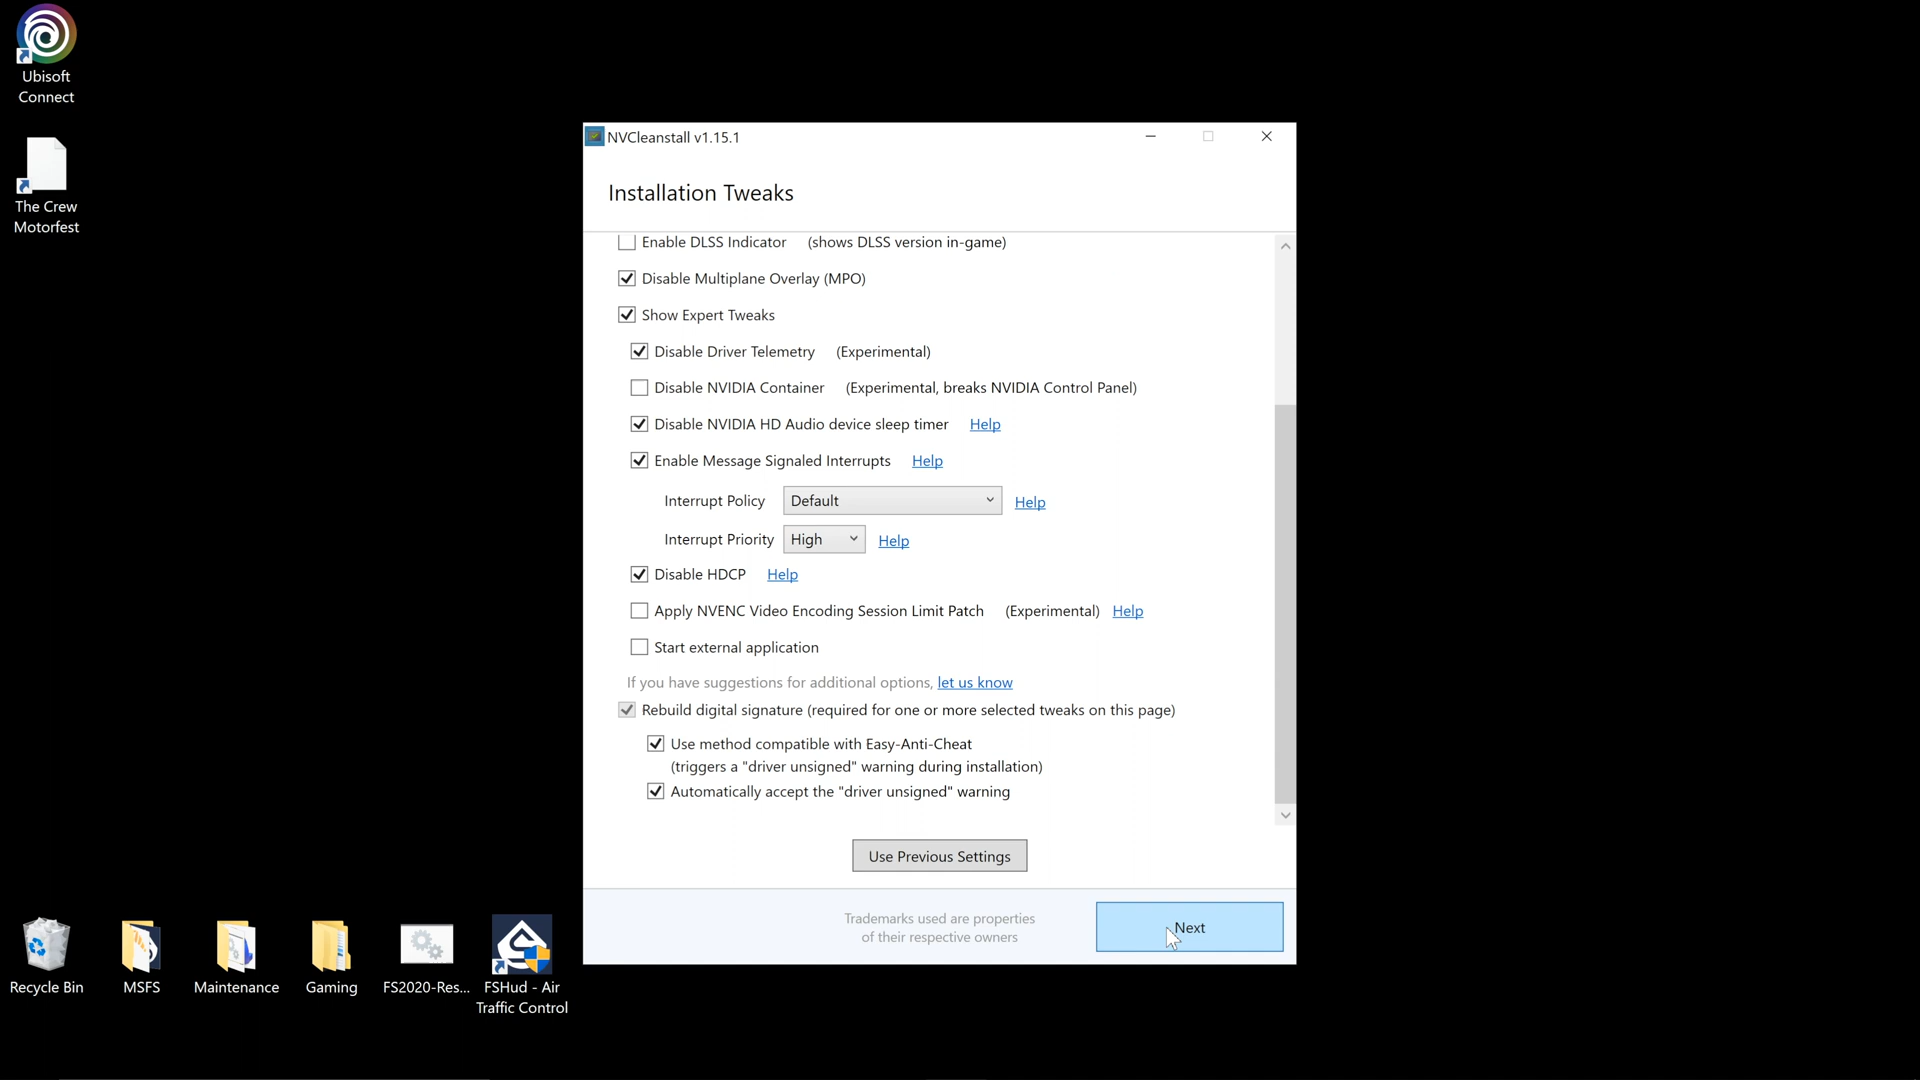 Ubisoft
Connect
The Crew
Motorfest
NVCleanstall v1.15.1
Installation Tweaks
Enable DLSS Indicator (shows DLSS version in-game)
Disable Multiplane Overlay (MPO)
Show Expert Tweaks
Disable Driver Telemetry (Experimental)
Disable NVIDIA Container (Experimental, breaks NVIDIA Control Panel)
Disable NVIDIA HD Audio device sleep timer Help
Enable Message Signaled Interrupts Help
Interrupt Policy Default Help
Interrupt Priority High Help
Disable HDCP Help
Apply NVENC Video Encoding Session Limit Patch (Experimental) Help
Start external application
If you have suggestions for additional options, let us know
Rebuild digital signature (required for one or more selected tweaks on this page)
Use method compatible with Easy-Anti-Cheat
(triggers a "driver unsigned" warning during installation)
Automatically accept the "driver unsigned" warning
Use Previous Settings
Trademarks used are properties
of their respective owners
Next
Recycle Bin
MSFS
Maintenance
Gaming
FS2020-Res...
FSHud - Air
Traffic Control